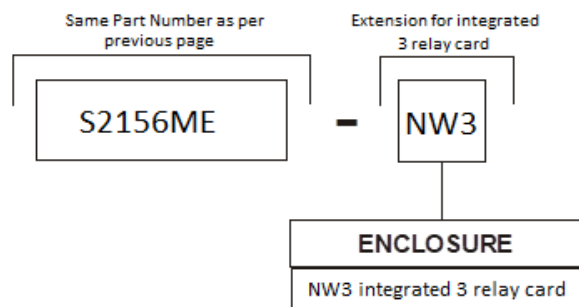 Same Part Number as per
previous page
Extension for integrated
3 relay card
S2156ME
-
NW3
ENCLOSURE
NW3 integrated 3 relay card